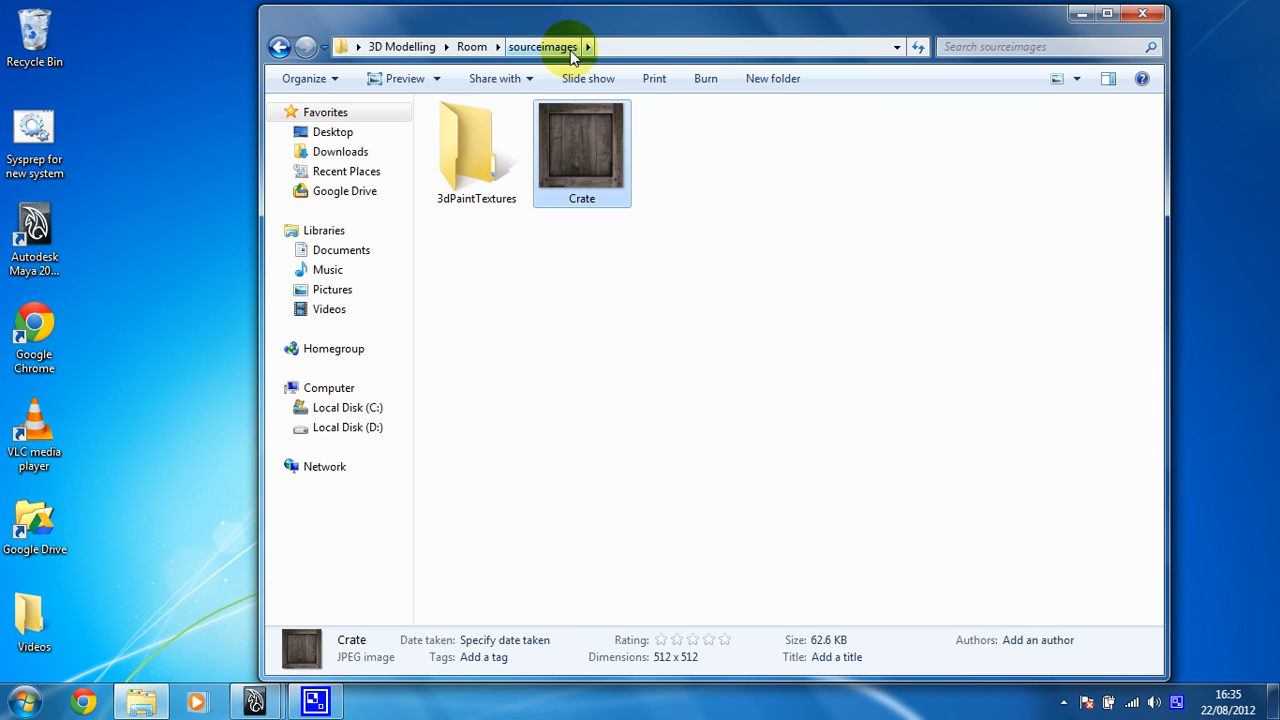 Recycle Bin
Sysprep for
new system
Autodesk
Maya 20...
Google
Chrome
VLC media
player
Google Drive
Videos
3D Modelling
Room
sourceimages
Search sourceimages
Organize
Preview
Share with
Slide show
Print
Burn
New folder
Favorites
Desktop
Downloads
Recent Places
Google Drive
Libraries
Documents
Music
Pictures
Videos
Homegroup
Computer
Local Disk (C:)
Local Disk (D:)
Network
3dPaintTextures
Crate
Crate
JPEG image
Date taken: Specify date taken
Tags: Add a tag
Rating:
Dimensions: 512 x 512
Size: 62.6 KB
Title: Add a title
Authors: Add an author
16:35
22/08/2012